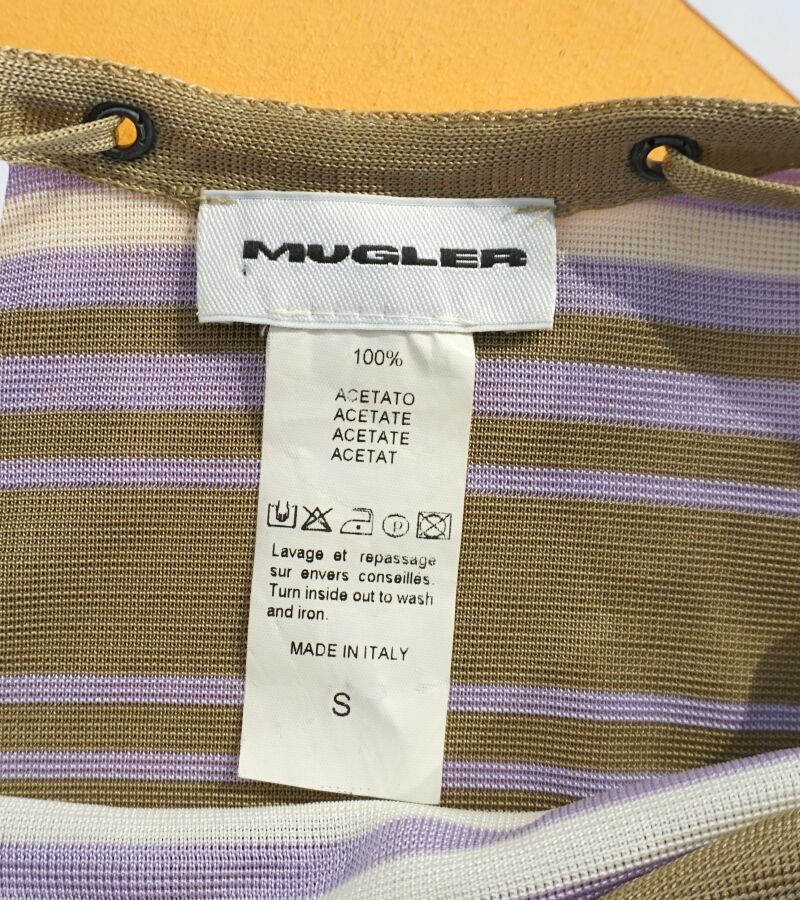 MUGLER
100%
ACETATO
ACETATE
ACETATE
ACETAT
P
Lavage et repassage
sur envers conseillés.
Turn inside out to wash
and iron.
MADE IN ITALY
S